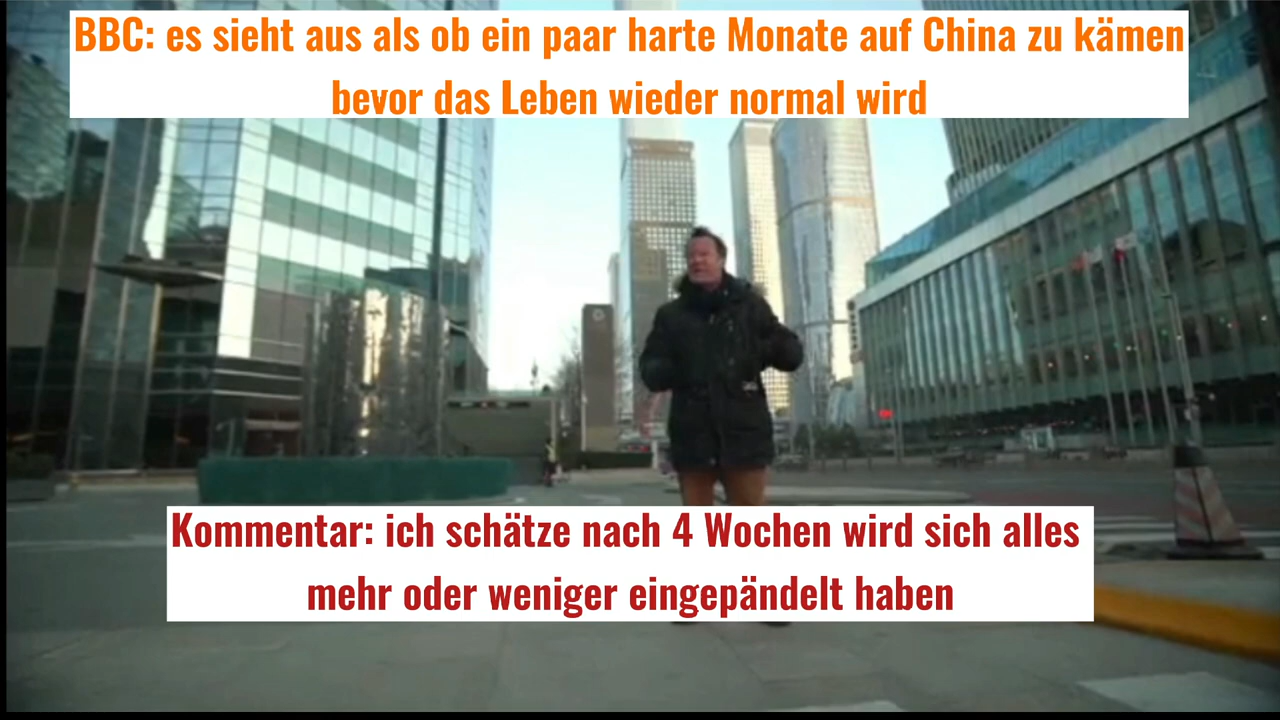 BBC: es sieht aus als ob ein paar harte Monate auf China zu kämen
bevor das Leben wieder normal wird
Kommentar: ich schätze nach 4 Wochen wird sich alles
mehr oder weniger eingepändelt haben